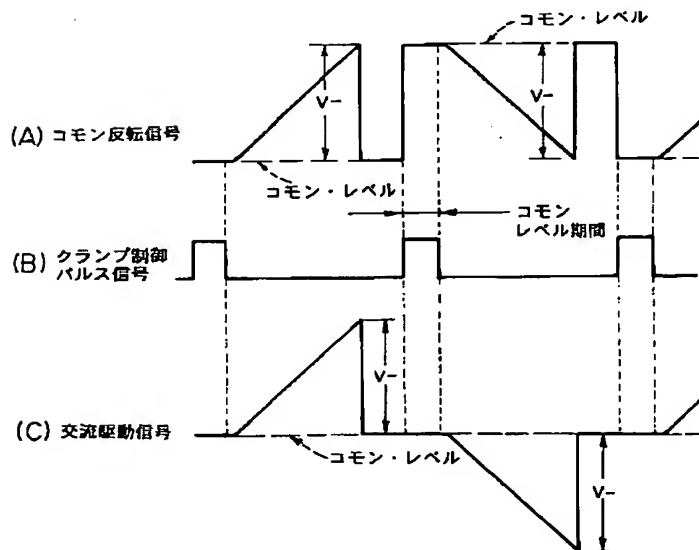 コモン・レベル
V-
V-
(A) コモン反転信号
コモン・レベル
コモン
レベル期間
(B) クランプ制御
パルス信号
V-
(C) 交流駆動信号
コモン・レベル
V-